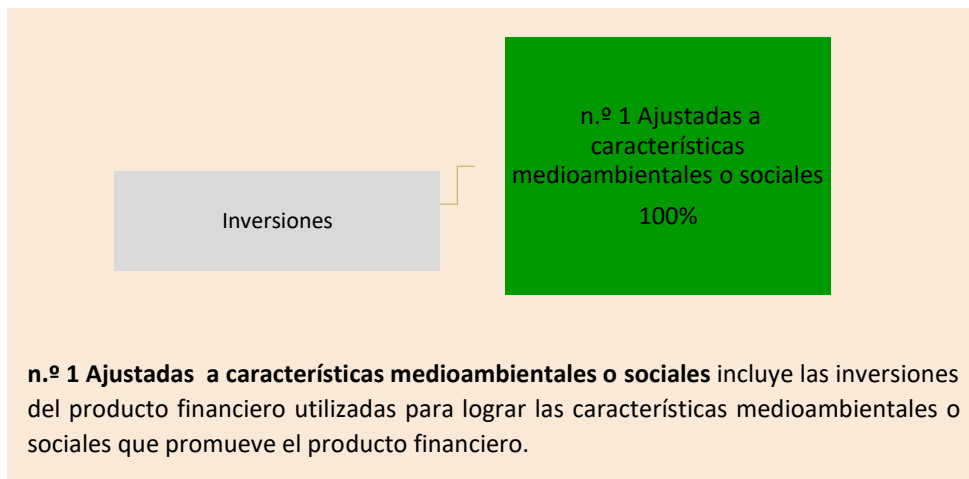 n.º 1 Ajustadas a
características
medioambientales o sociales
100%
Inversiones
n.º 1 Ajustadas a características medioambientales o sociales incluye las inversiones
del producto financiero utilizadas para lograr las características medioambientales o
sociales que promueve el producto financiero.